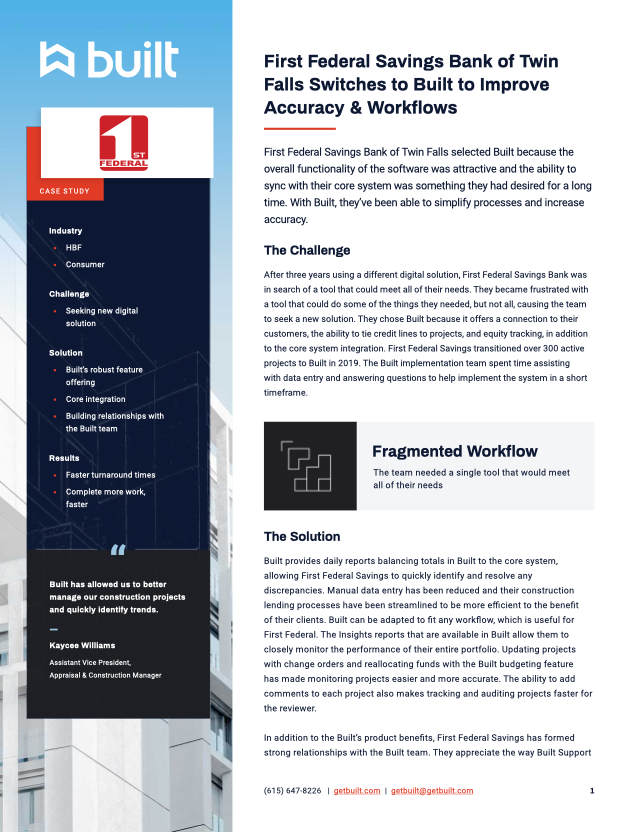 built
1ST
FEDERAL
CASE STUDY
Industry
• HBF
• Consumer
Challenge
• Seeking new digital
solution
Solution
• Built's robust feature
offering
• Core integration
• Building relationships with
the Built team
Results
• Faster turnaround times
• Complete more work,
faster
“
Built has allowed us to better
manage our construction projects
and quickly identify trends.
—
Kaycee Williams
Assistant Vice President,
Appraisal & Construction Manager
First Federal Savings Bank of Twin
Falls Switches to Built to Improve
Accuracy & Workflows
First Federal Savings Bank of Twin Falls selected Built because the
overall functionality of the software was attractive and the ability to
sync with their core system was something they had desired for a long
time. With Built, they've been able to simplify processes and increase
accuracy.
The Challenge
After three years using a different digital solution, First Federal Savings Bank was
in search of a tool that could meet all of their needs. They became frustrated with
a tool that could do some of the things they needed, but not all, causing the team
to seek a new solution. They chose Built because it offers a connection to their
customers, the ability to tie credit lines to projects, and equity tracking, in addition
to the core system integration. First Federal Savings transitioned over 300 active
projects to Built in 2019. The Built implementation team spent time assisting
with data entry and answering questions to help implement the system in a short
timeframe.
Fragmented Workflow
The team needed a single tool that would meet
all of their needs
The Solution
Built provides daily reports balancing totals in Built to the core system,
allowing First Federal Savings to quickly identify and resolve any
discrepancies. Manual data entry has been reduced and their construction
lending processes have been streamlined to be more efficient to the benefit
of their clients. Built can be adapted to fit any workflow, which is useful for
First Federal. The Insights reports that are available in Built allow them to
closely monitor the performance of their entire portfolio. Updating projects
with change orders and reallocating funds with the Built budgeting feature
has made monitoring projects easier and more accurate. The ability to add
comments to each project also makes tracking and auditing projects faster for
the reviewer.
In addition to the Built's product benefits, First Federal Savings has formed
strong relationships with the Built team. They appreciate the way Built Support
(615) 647-8226 | getbuilt.com | getbuilt@getbuilt.com 1